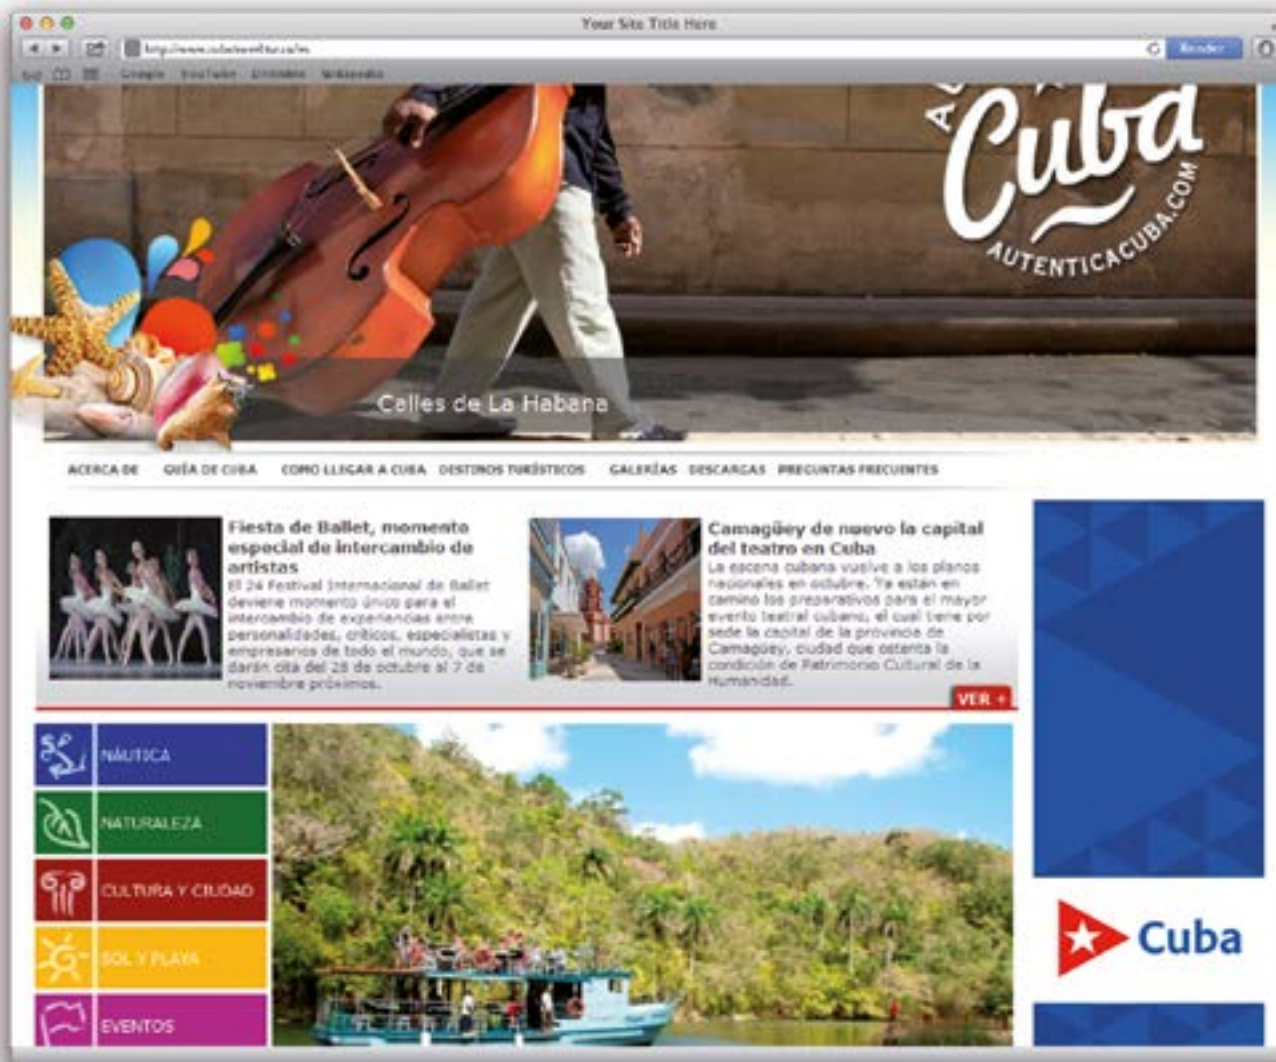 Your Site Title Here
Reader
Google YouTube Wikipedia
Cuba
AUTENTICACUBA.COM
Calles de La Habana
ACERCA DE GUÍA DE CUBA COMO LLEGAR A CUBA DESTINOS TURÍSTICOS GALERÍAS DESCARGAS PREGUNTAS FRECUENTES
Fiesta de Ballet, momento
especial de intercambio de
artistas
El 24 Festival Internacional de Ballet
deviene momento único para el
intercambio de experiencias entre
personalidades, críticos, especialistas y
empresarios de todo el mundo, que se
darán cita del 28 de octubre al 7 de
noviembre próximos.
Camagüey de nuevo la capital
del teatro en Cuba
La escena cubana vuelve a los planos
nacionales en octubre. Ya están en
camino los preparativos para el mayor
evento teatral cubano, el cual tiene por
sede la capital de la provincia de
Camagüey, ciudad que ostenta la
condición de Patrimonio Cultural de la
Humanidad.
VER +
NÁUTICA
NATURALEZA
CULTURA Y CIUDAD
SOL Y PLAYA
EVENTOS
Cuba